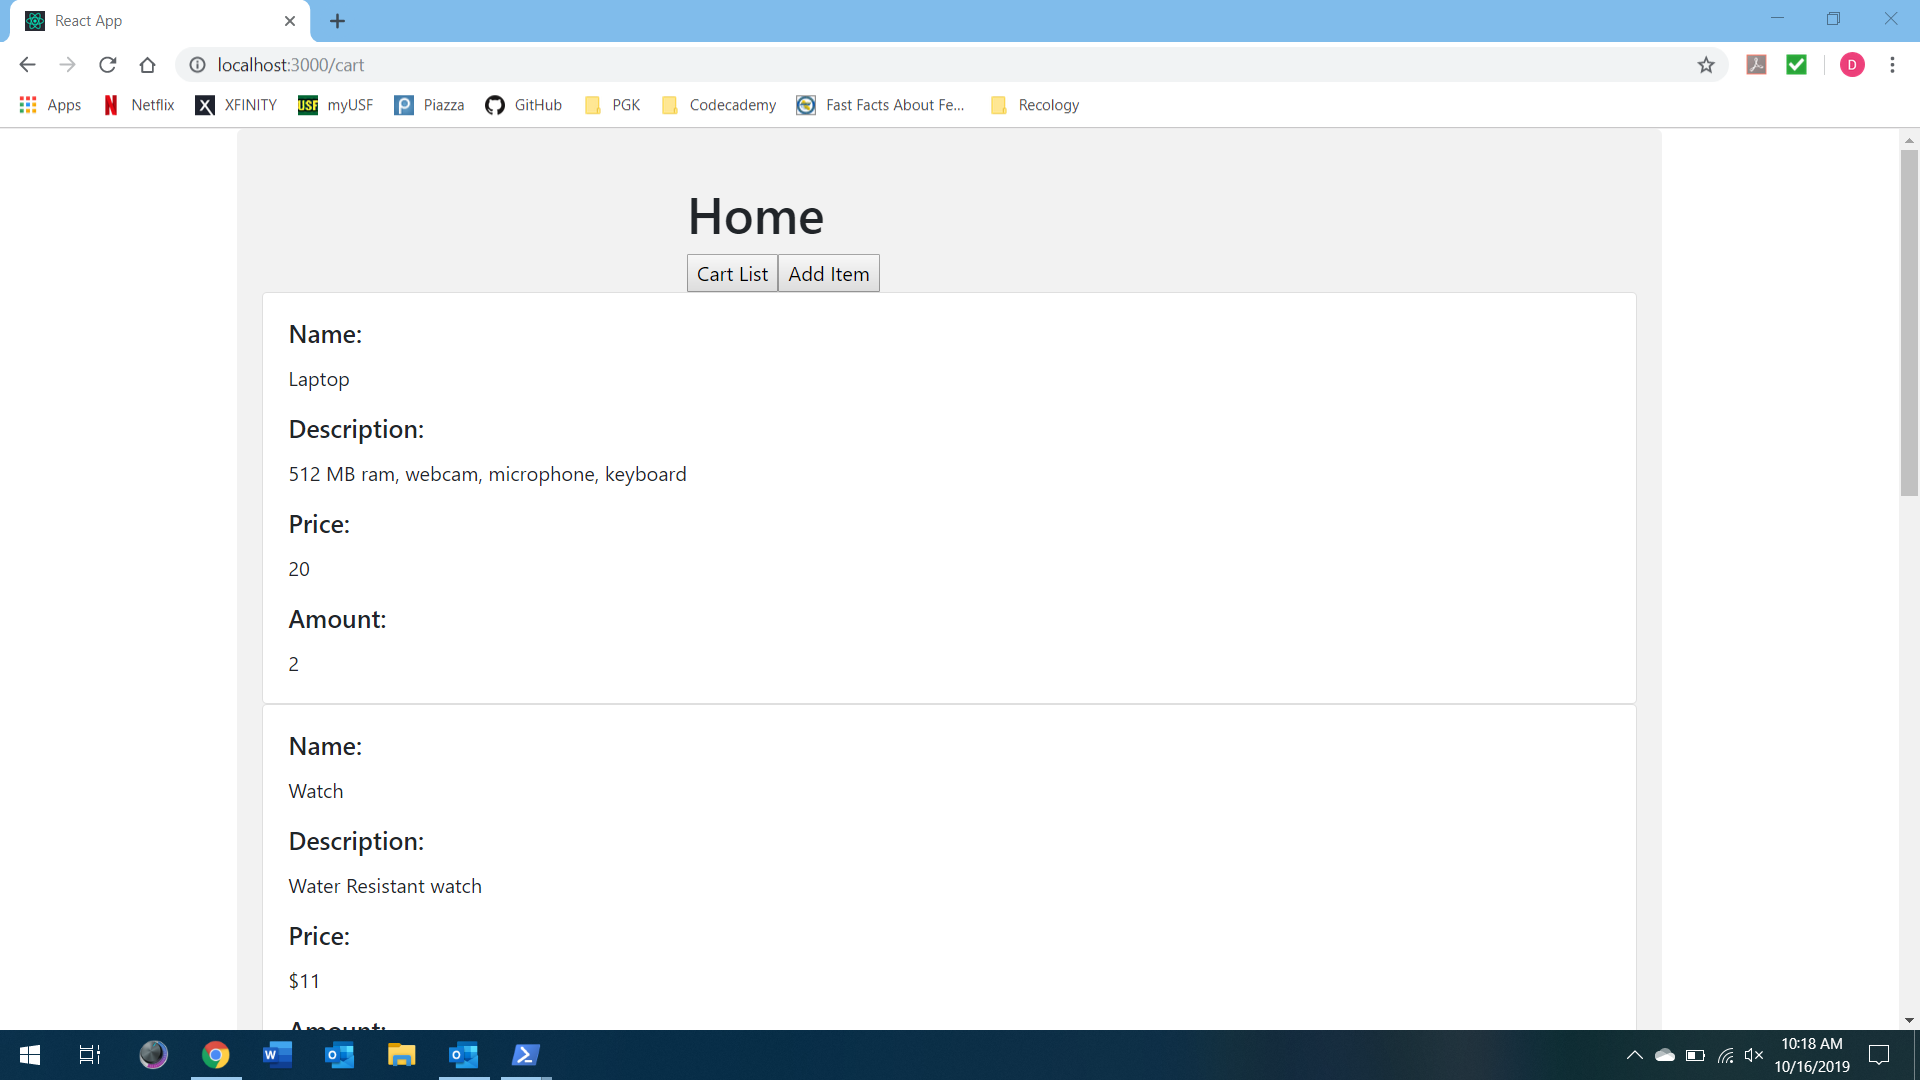 React App
localhost:3000/cart
D
Apps Netflix XFINITY myUSF Piazza GitHub PGK Codecademy Fast Facts About Fe... Recology
Home
Cart List Add Item
Name:
Laptop
Description:
512 MB ram, webcam, microphone, keyboard
Price:
20
Amount:
2
Name:
Watch
Description:
Water Resistant watch
Price:
$11
Amount:
10:18 AM
10/16/2019